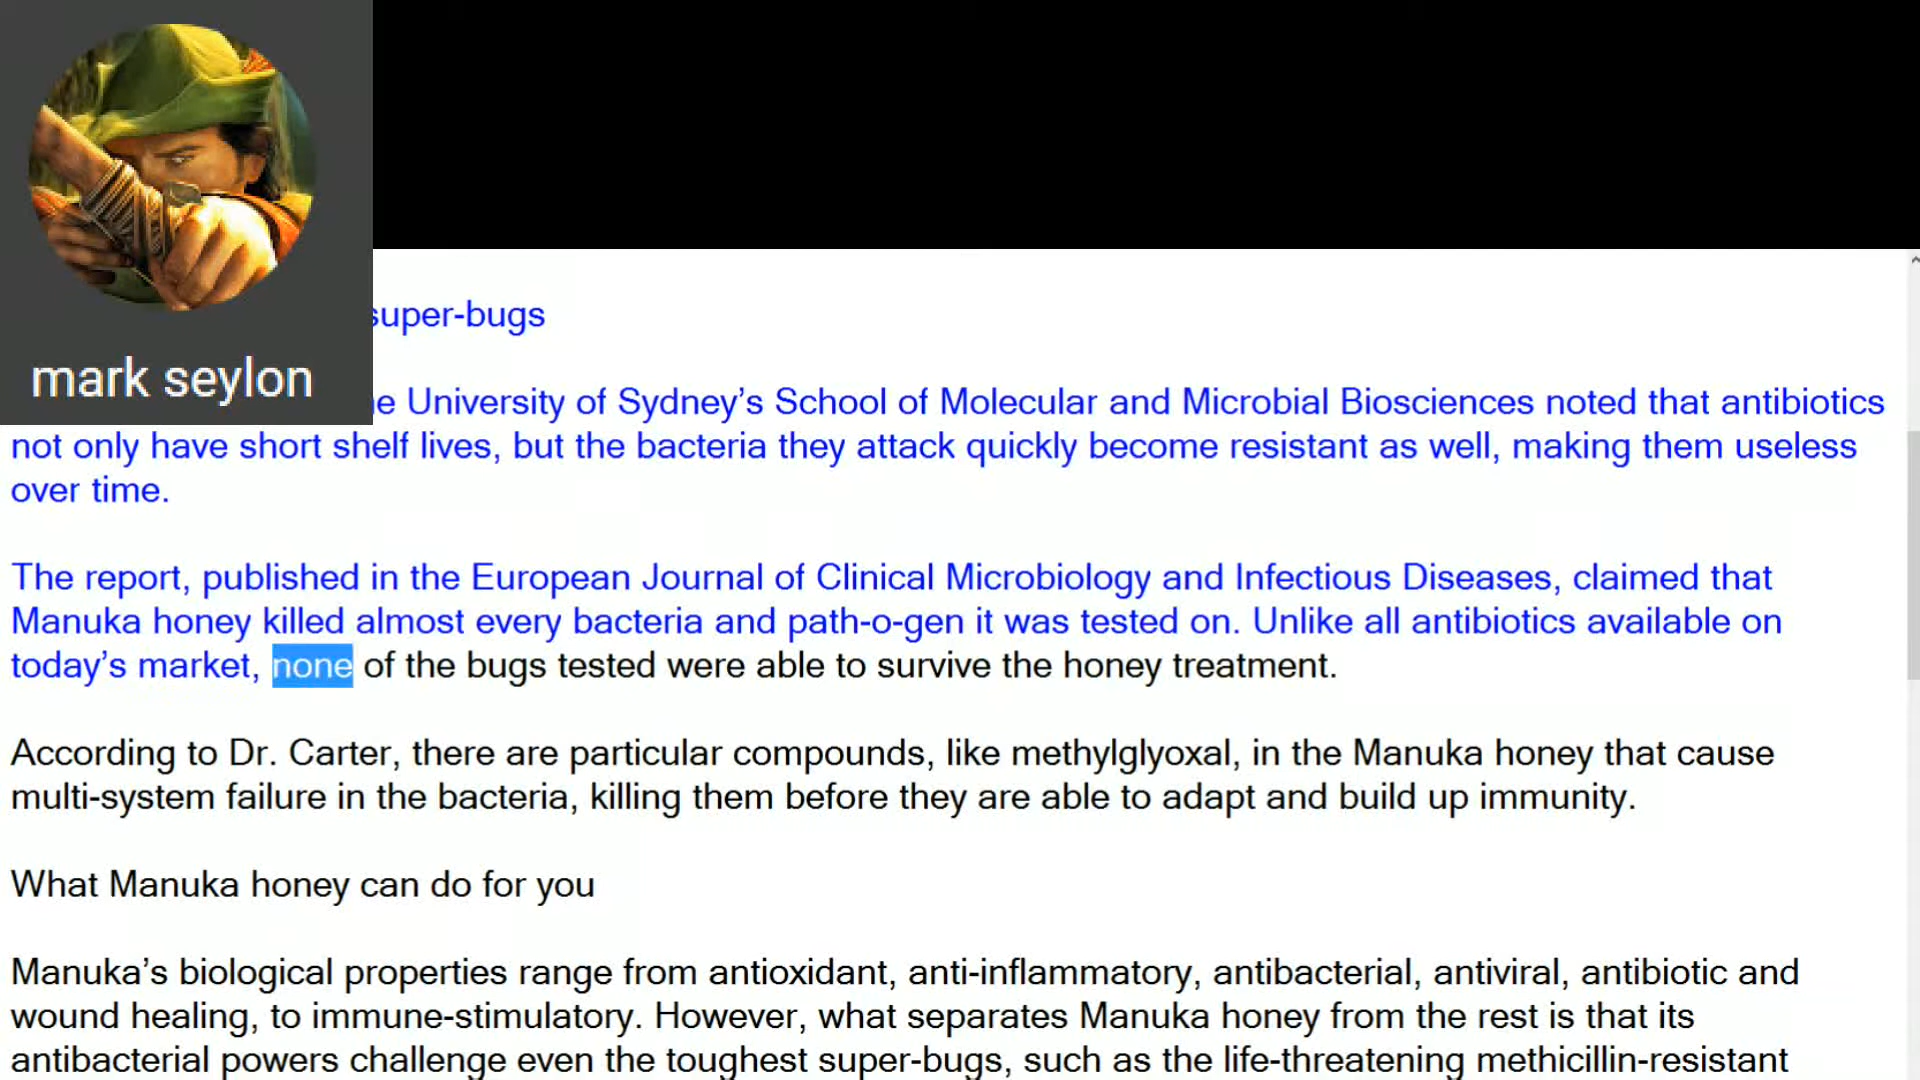 mark seylon
super-bugs
University of Sydney’s School of Molecular and Microbial Biosciences noted that antibiotics
not only have short shelf lives, but the bacteria they attack quickly become resistant as well, making them useless
over time.
The report, published in the European Journal of Clinical Microbiology and Infectious Diseases, claimed that
Manuka honey killed almost every bacteria and path-o-gen it was tested on. Unlike all antibiotics available on
today’s market, none of the bugs tested were able to survive the honey treatment.
According to Dr. Carter, there are particular compounds, like methylglyoxal, in the Manuka honey that cause
multi-system failure in the bacteria, killing them before they are able to adapt and build up immunity.
What Manuka honey can do for you
Manuka’s biological properties range from antioxidant, anti-inflammatory, antibacterial, antiviral, antibiotic and
wound healing, to immune-stimulatory. However, what separates Manuka honey from the rest is that its
antibacterial powers challenge even the toughest super-bugs, such as the life-threatening methicillin-resistant